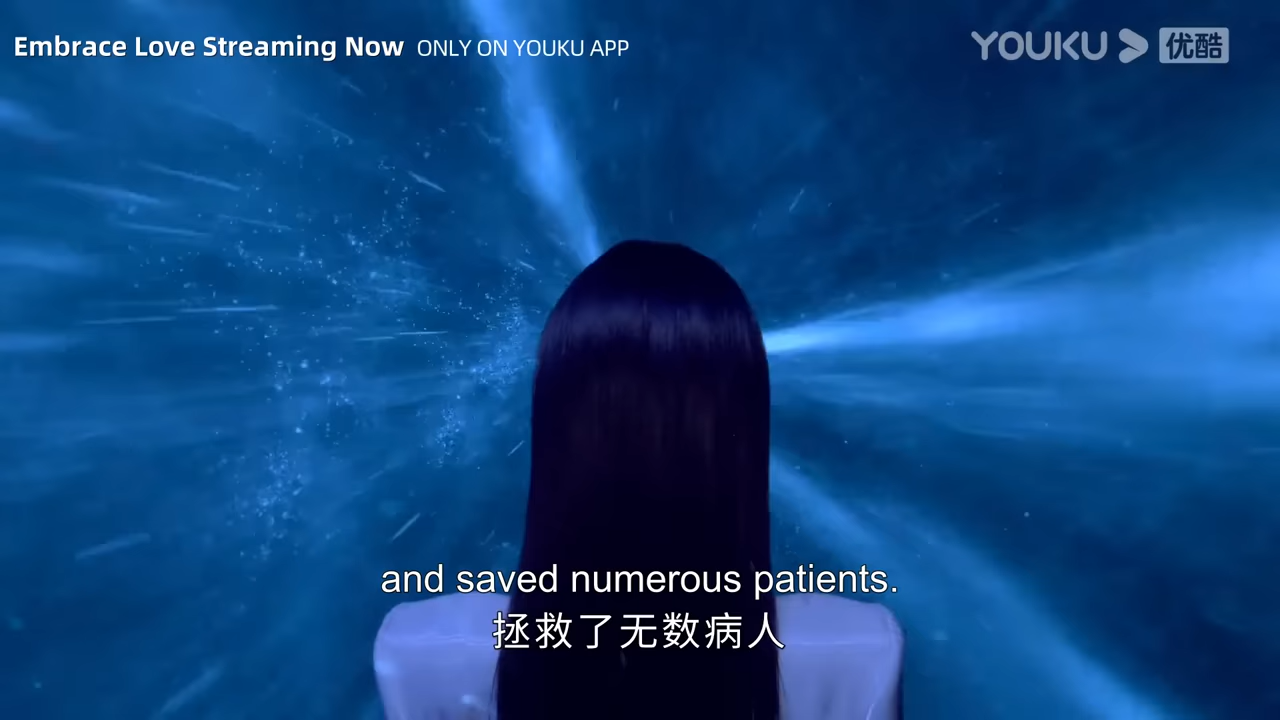 Embrace Love Streaming Now ONLY ON YOUKU APP
YOUKU 优酷
and saved numerous patients.
拯救了无数病人